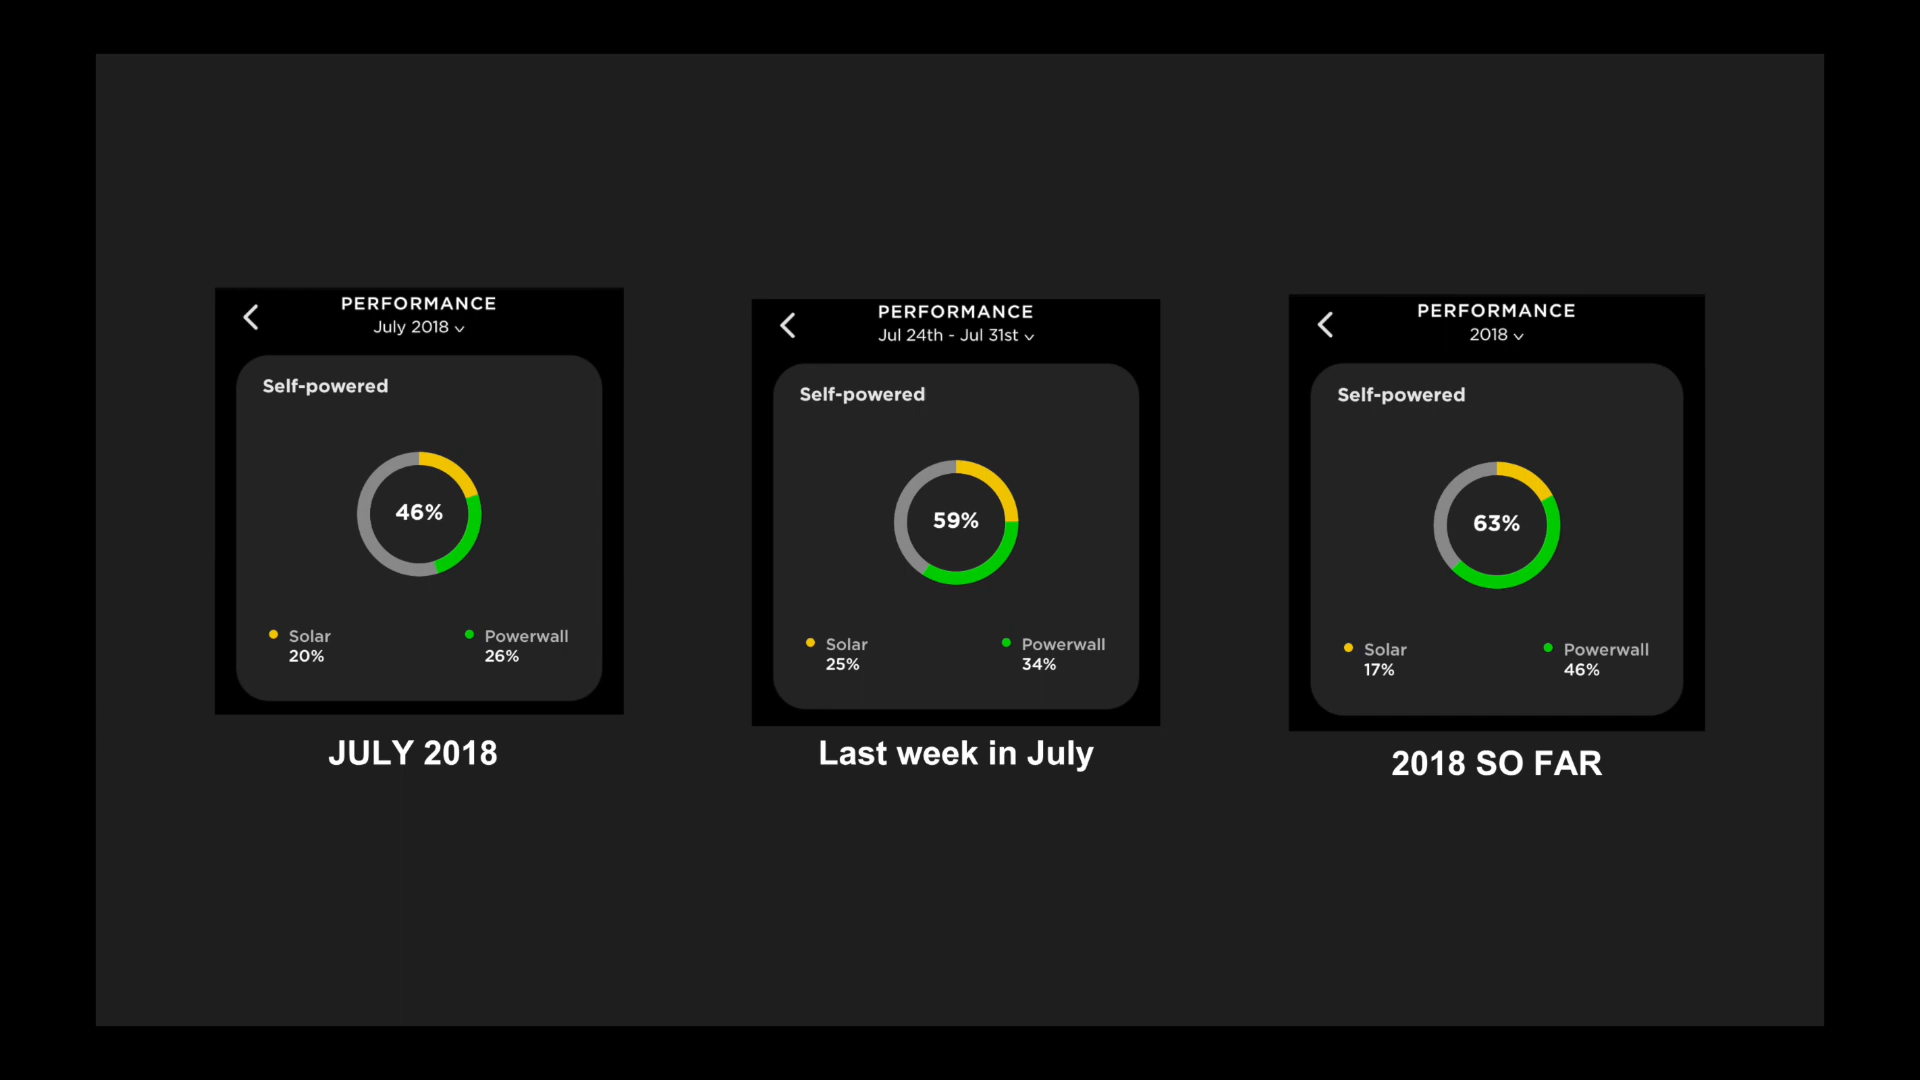 PERFORMANCE
July 2018
Self-powered
46%
Solar
20%
Powerwall
26%
JULY 2018
PERFORMANCE
Jul 24th - Jul 31st
Self-powered
59%
Solar
25%
Powerwall
34%
Last week in July
PERFORMANCE
2018
Self-powered
63%
Solar
17%
Powerwall
46%
2018 SO FAR